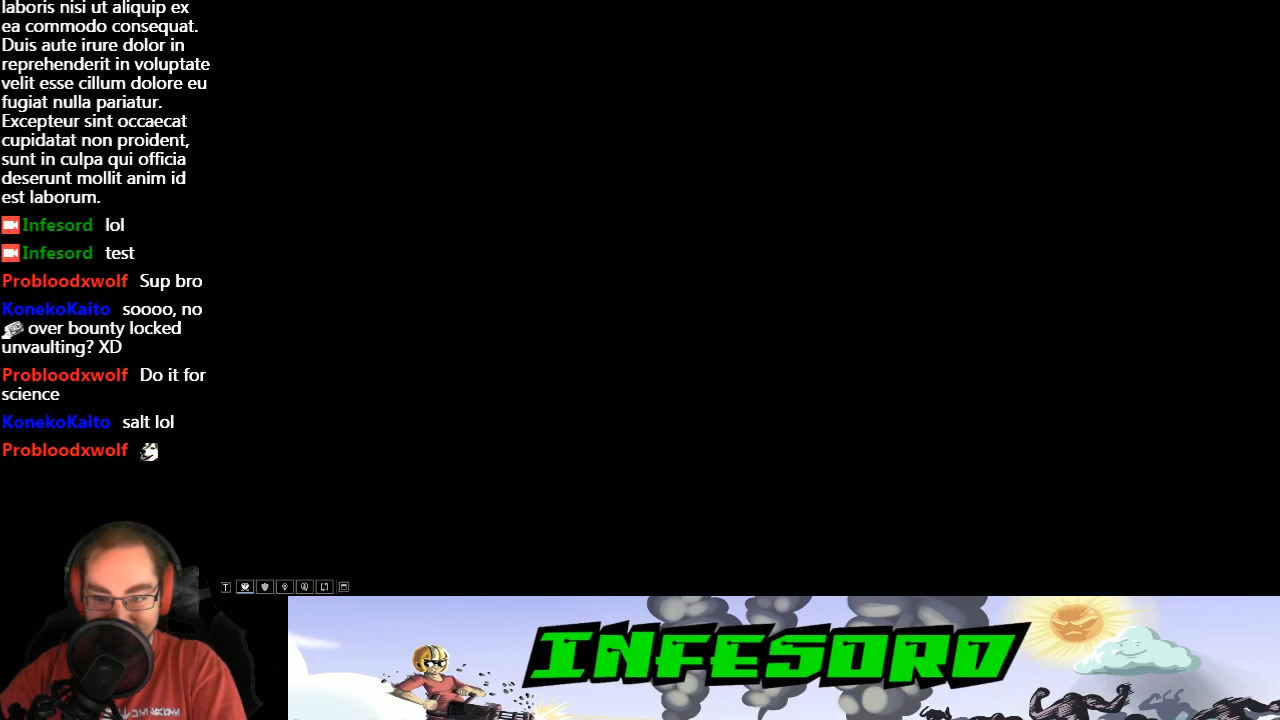 laboris nisi ut aliquip ex
ea commodo consequat.
Duis aute irure dolor in
reprehenderit in voluptate
velit esse cillum dolore eu
fugiat nulla pariatur.
Excepteur sint occaecat
cupidatat non proident,
sunt in culpa qui officia
deserunt mollit anim id
est laborum.
Infesord lol
Infesord test
Probloodxwolf Sup bro
KonekoKaito soooo, no
over bounty locked
unvaulting? XD
Probloodxwolf Do it for
science
KonekoKaito salt lol
Probloodxwolf
T
INFESORD